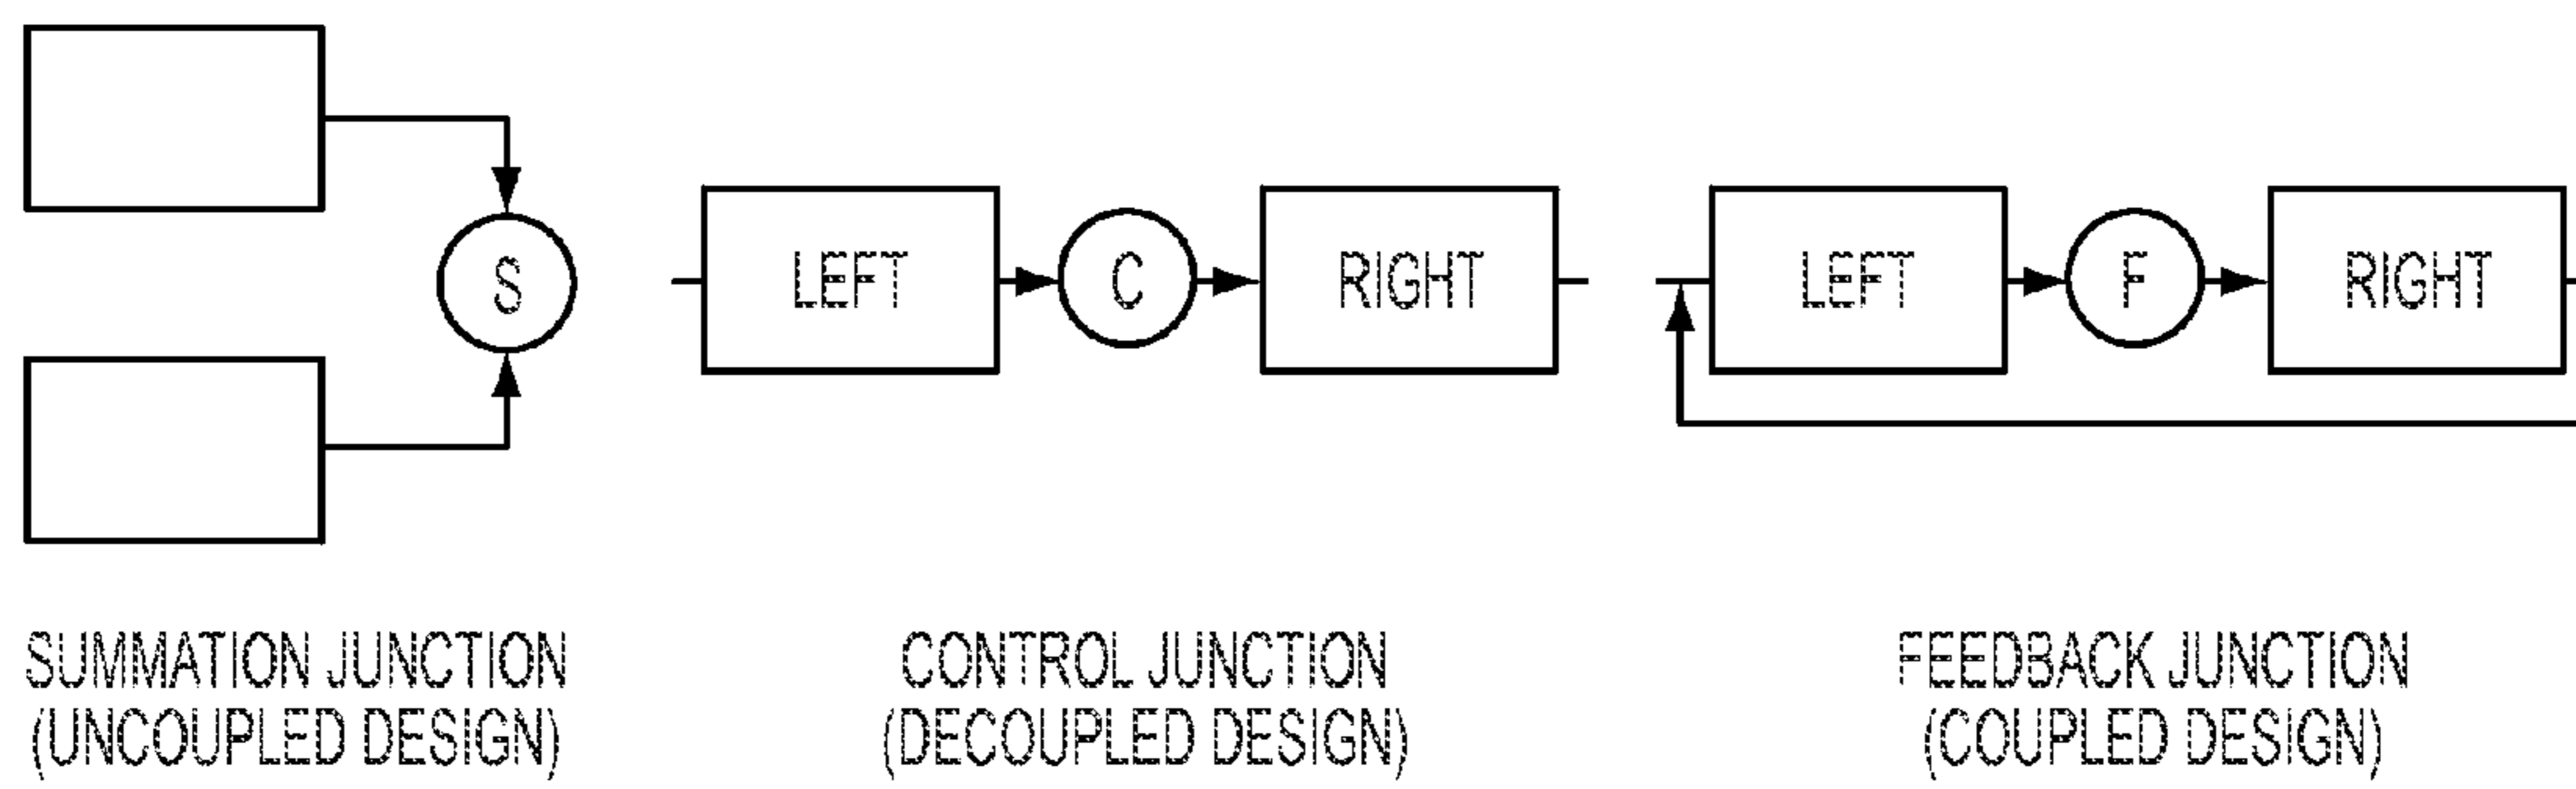 S
LEFT
C
RIGHT
LEFT
F
RIGHT
SUMMATION JUNCTION
(UNCOUPLED DESIGN)
CONTROL JUNCTION
(DECOUPLED DESIGN)
FEEDBACK JUNCTION
(COUPLED DESIGN)